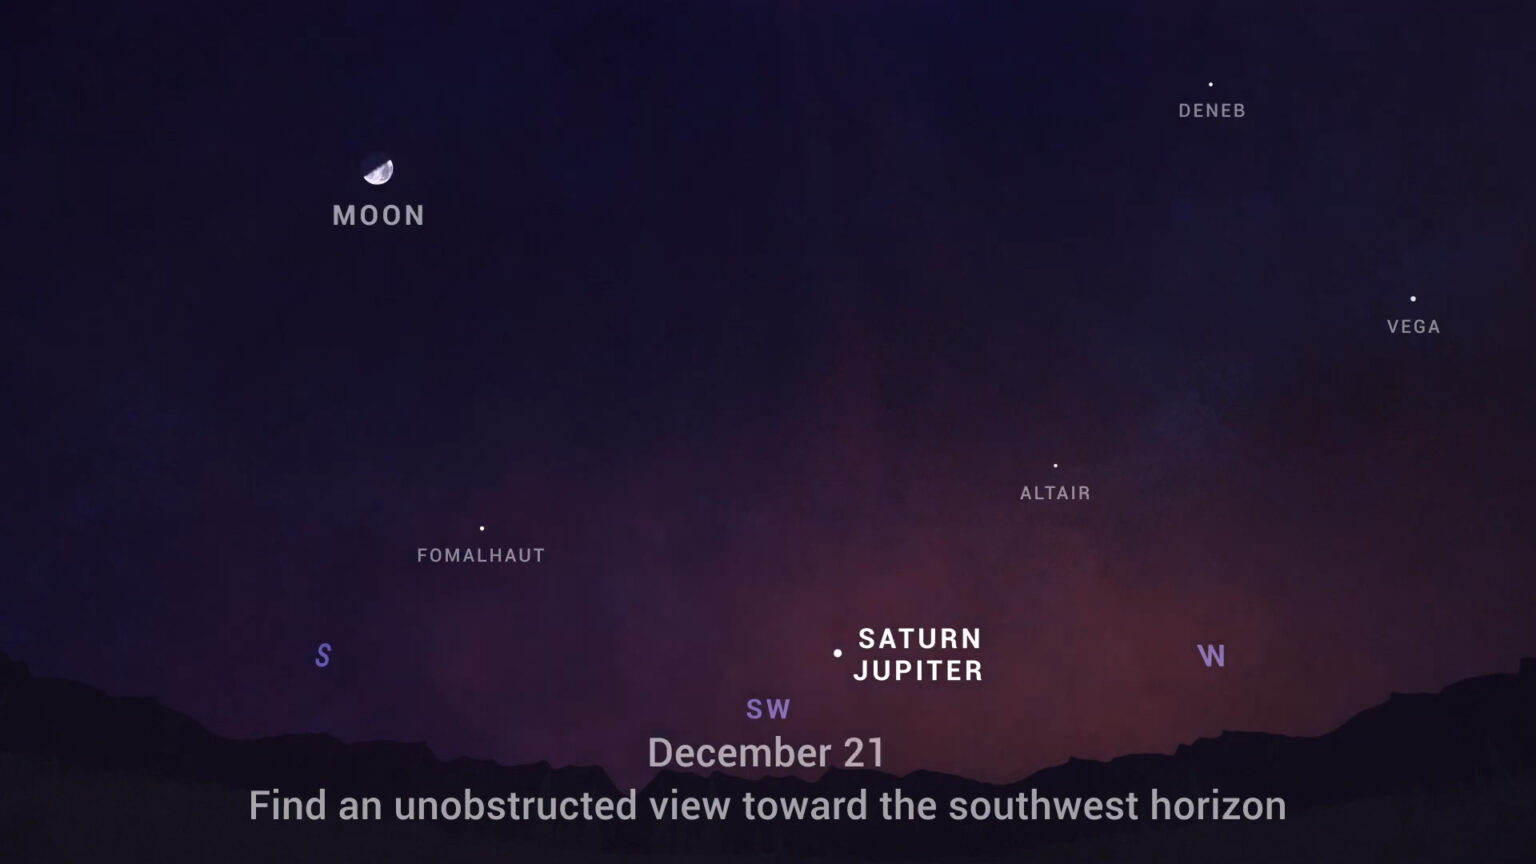 DENEB
MOON
VEGA
ALTAIR
FOMALHAUT
SATURN
JUPITER
S
W
SW
December 21
Find an unobstructed view toward the southwest horizon